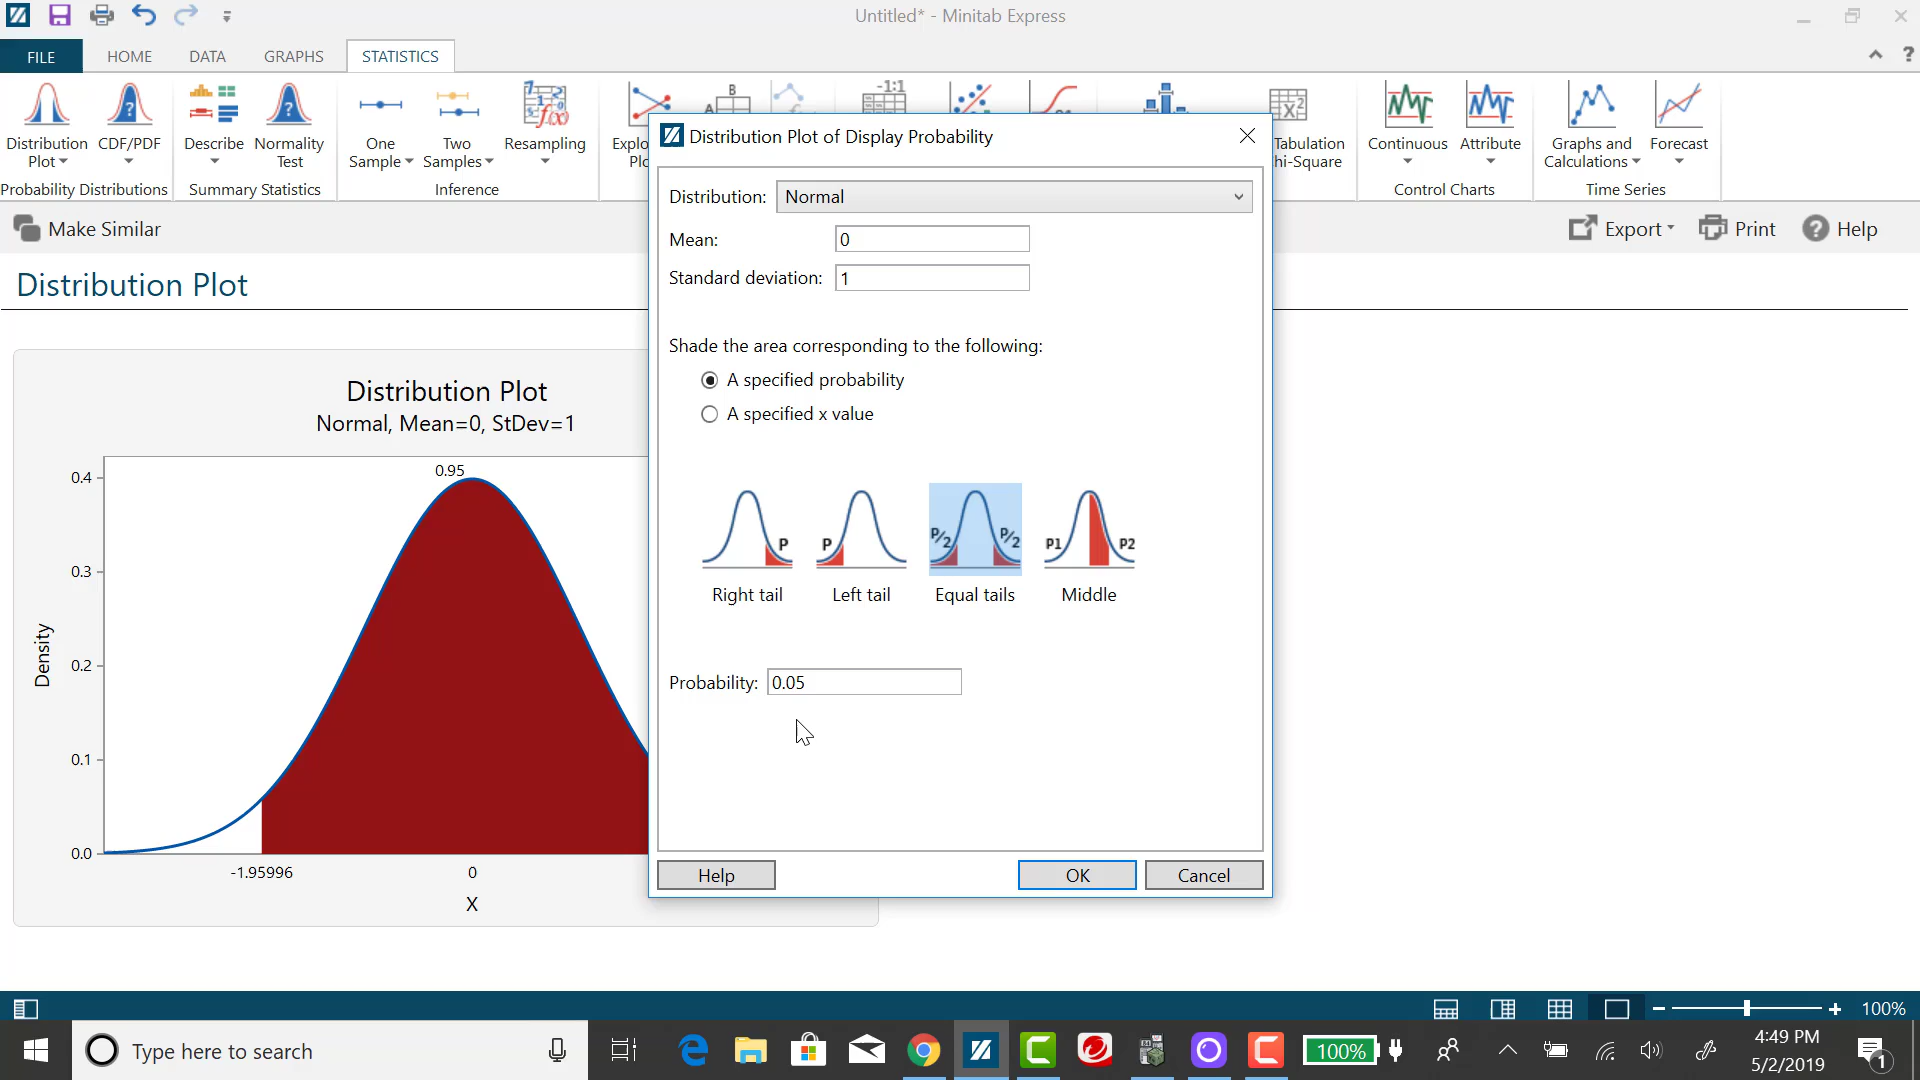 Untitled* - Minitab Express
FILE HOME DATA GRAPHS STATISTICS
?
Distribution Plot
CDF/PDF
Describe
Normality Test
One Sample
Two Samples
Resampling
A B
-1:1
X²
Tabulation
Continuous
Attribute
Graphs and Calculations
Forecast
Probability Distributions
Summary Statistics
Inference
Control Charts
Time Series
Make Similar
Export
Print
? Help
Distribution Plot
Distribution Plot
Normal, Mean=0, StDev=1
0.95
0.4
0.3
0.2
0.1
0.0
Density
-1.95996
0
X
Distribution Plot of Display Probability
Distribution: Normal
Mean: 0
Standard deviation: 1
Shade the area corresponding to the following:
A specified probability
A specified x value
P
P
P/2 P/2
P1 P2
Right tail Left tail Equal tails Middle
Probability: 0.05
Help OK Cancel
100%
Type here to search
100%
4:49 PM
5/2/2019
1